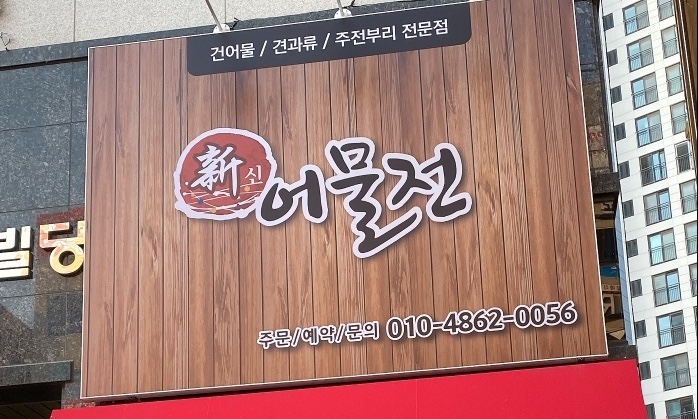 건어물 / 견과류 / 주전부리 전문점
新 신 어물전
빌딩
주문/예약/문의 010-4862-0056